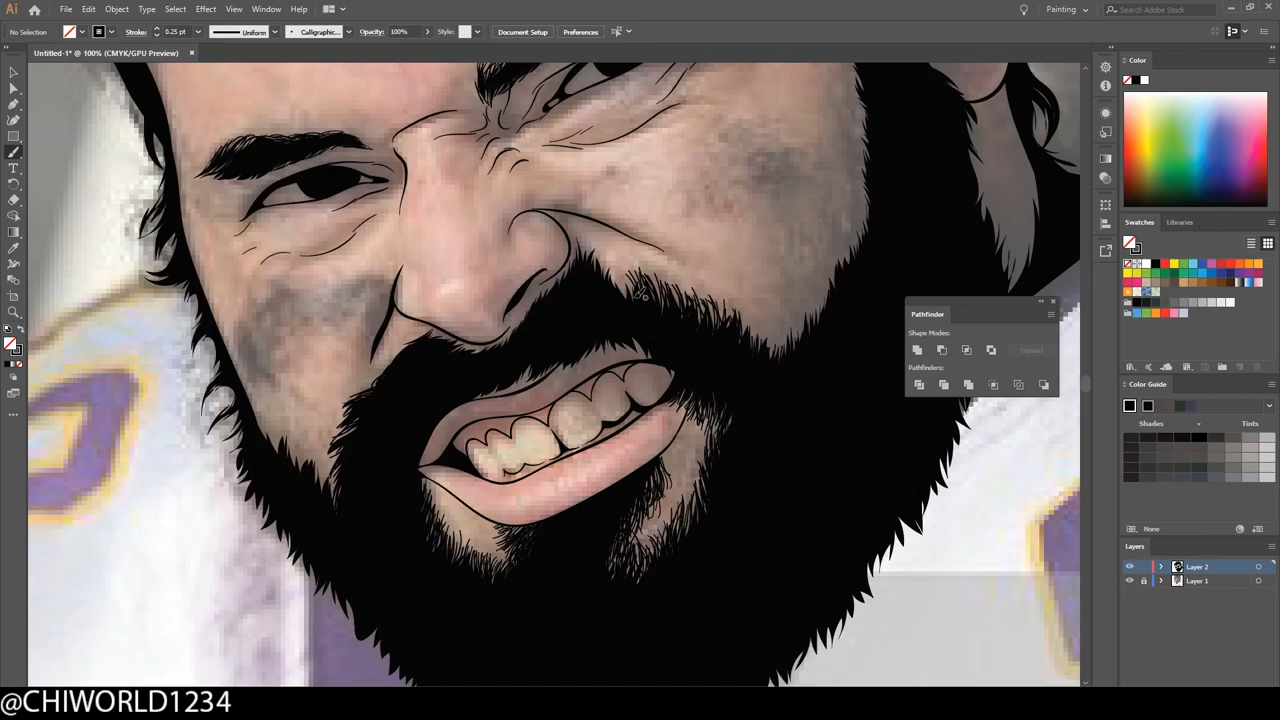 Ai File Edit Object Type Select Effect View Window Help Painting Search Adobe Stock
No Selection Stroke: 0.25 pt Uniform Calligraphic... Opacity: 100% Style: Document Setup Preferences
Untitled-1* @ 100% (CMYK/GPU Preview)
Color
Swatches Libraries
Pathfinder
Shape Modes:
Expand
Pathfinders:
Color Guide
Shades Tints
None
Layers
Layer 2
Layer 1
@CHIWORLD1234